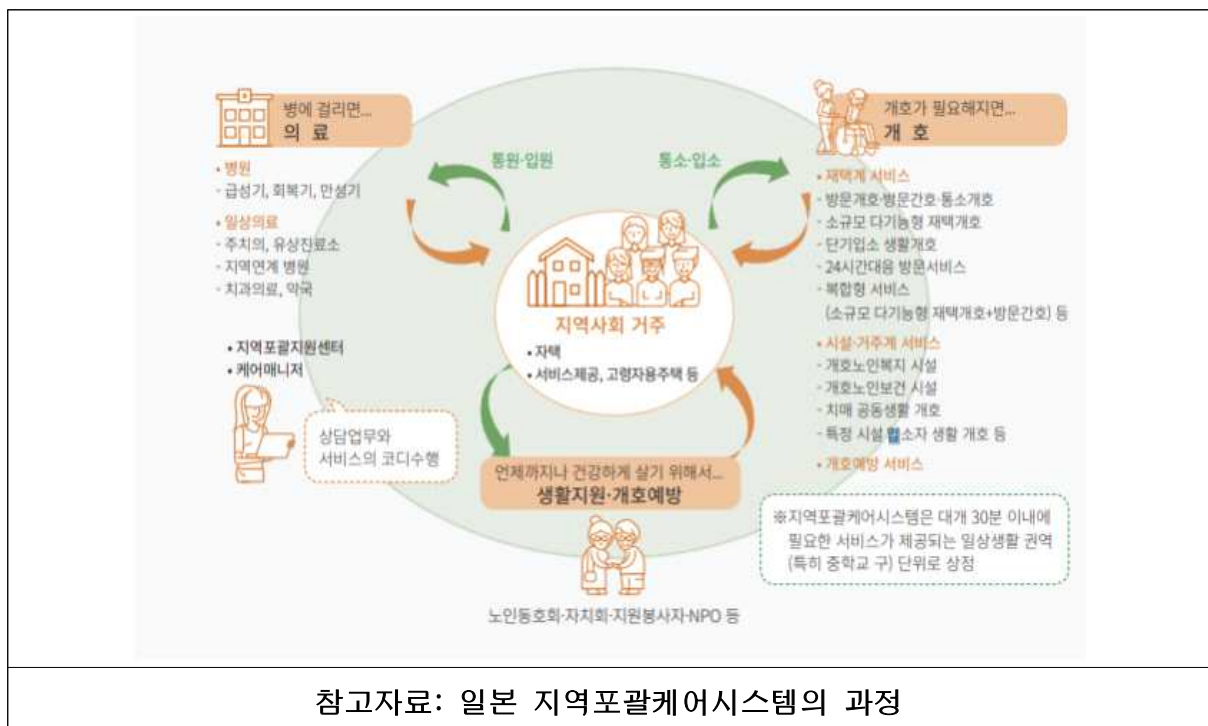 병에 걸리면...
의 료
• 병원
- 급성기, 회복기, 만성기
• 일상의료
- 주치의, 유상진료소
- 지역연계 병원
- 치과의료, 약국
• 지역포괄지원센터
• 케어매니저
상담업무와
서비스의 코디수행
통원·입원
통소·입소
지역사회 거주
• 자택
• 서비스제공, 고령자용주택 등
언제까지나 건강하게 살기 위해서...
생활지원·개호예방
노인동호회·자치회·지원봉사자·NPO 등
개호가 필요해지면...
개 호
• 재택계 서비스
- 방문개호·방문간호·통소개호
- 소규모 다기능형 재택개호
- 단기입소 생활개호
- 24시간대응 방문서비스
- 복합형 서비스
(소규모 다기능형 재택개호+방문간호) 등
• 시설·거주계 서비스
- 개호노인복지 시설
- 개호노인보건 시설
- 치매 공동생활 개호
- 특정 시설 입소자 생활 개호 등
• 개호예방 서비스
※지역포괄케어시스템은 대개 30분 이내에
필요한 서비스가 제공되는 일상생활 권역
(특히 중학교 구) 단위로 상정
참고자료: 일본 지역포괄케어시스템의 과정